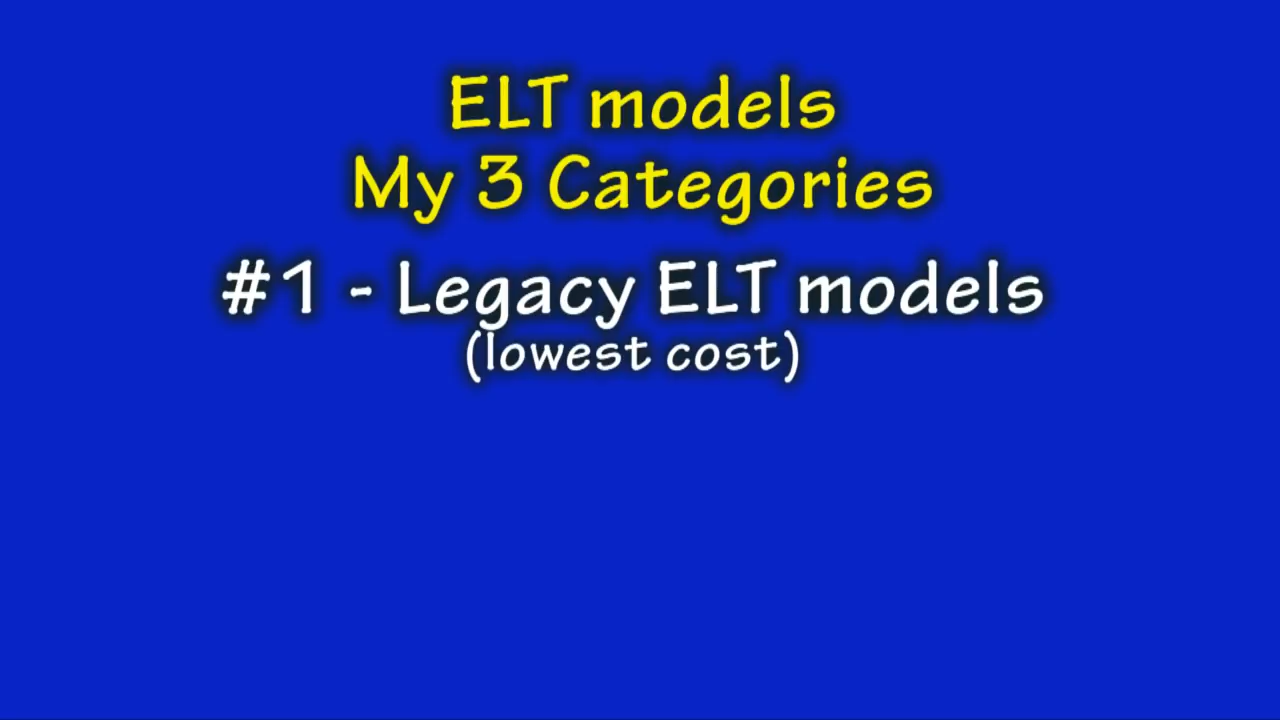 ELT models
My 3 Categories
#1 - Legacy ELT models
(lowest cost)